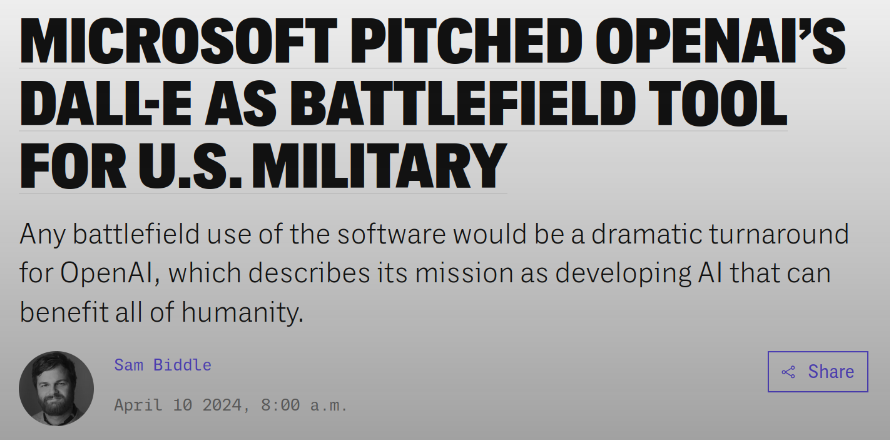 MICROSOFT PITCHED OPENAI’S
DALL-E AS BATTLEFIELD TOOL
FOR U.S. MILITARY
Any battlefield use of the software would be a dramatic turnaround
for OpenAI, which describes its mission as developing AI that can
benefit all of humanity.
Sam Biddle
April 10 2024, 8:00 a.m.
Share